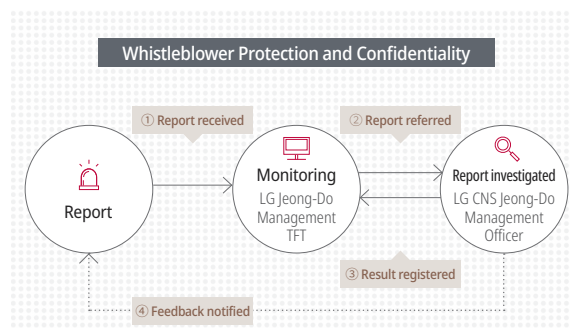 Whistleblower Protection and Confidentiality
① Report received
② Report referred
Report
Monitoring
LG Jeong-Do
Management
TFT
Report investigated
LG CNS Jeong-Do
Management
Officer
③ Result registered
④ Feedback notified